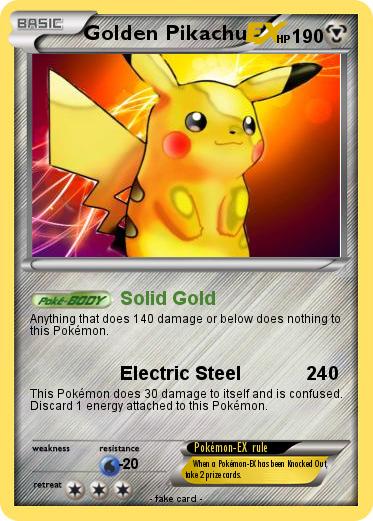 BASIC
Golden Pikachu EX HP 190
Poké-BODY Solid Gold
Anything that does 140 damage or below does nothing to
this Pokémon.
Electric Steel 240
This Pokémon does 30 damage to itself and is confused.
Discard 1 energy attached to this Pokémon.
weakness resistance
-20
retreat
Pokémon-EX rule
When a Pokémon-EX has been Knocked Out,
take 2 prize cards.
- fake card -